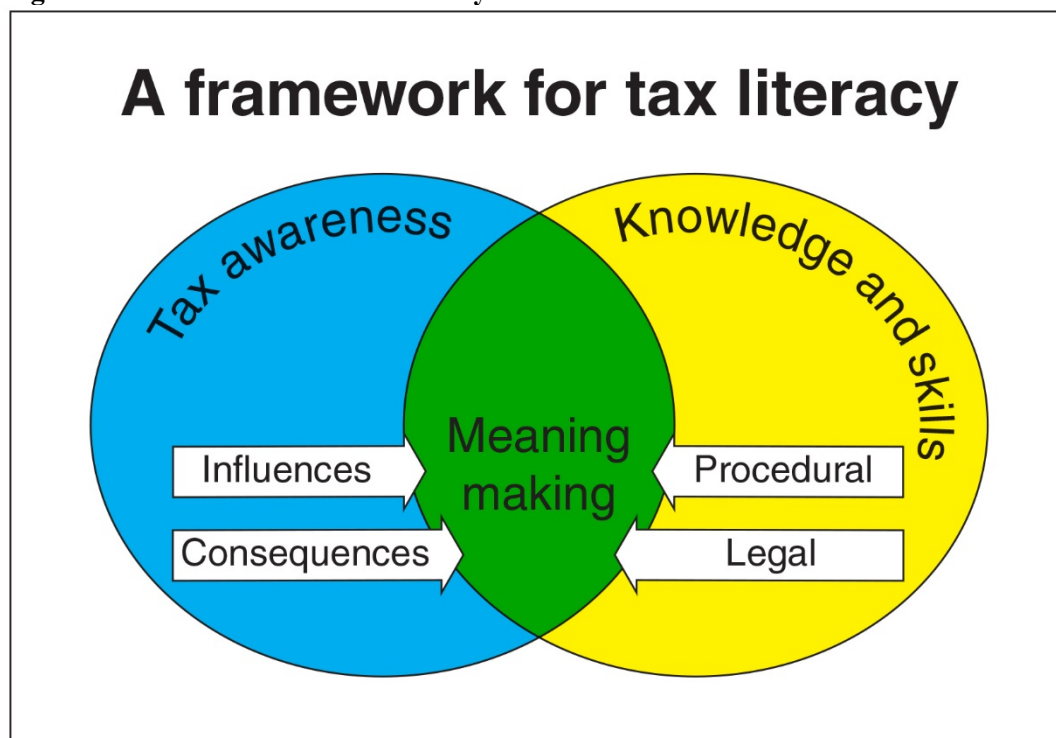 A framework for tax literacy
Tax awareness
Knowledge and skills
Meaning
making
Influences
Procedural
Consequences
Legal